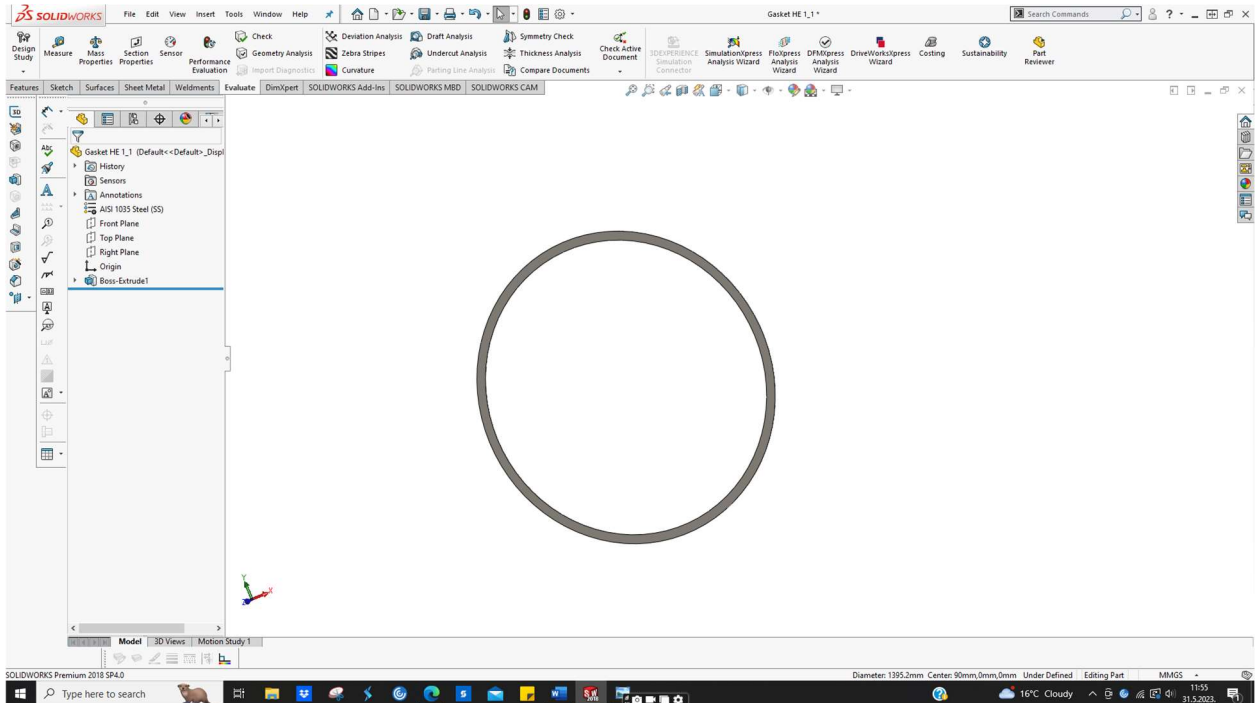 SOLIDWORKS File Edit View Insert Tools Window Help Gasket HE 1_1 * Search Commands
Design Study
Measure
Mass Properties
Section Properties
Sensor
Performance Evaluation
Check
Geometry Analysis
Import Diagnostics
Deviation Analysis
Zebra Stripes
Curvature
Draft Analysis
Undercut Analysis
Parting Line Analysis
Symmetry Check
Thickness Analysis
Compare Documents
Check Active Document
3DEXPERIENCE Simulation Connector
SimulationXpress Analysis Wizard
FloXpress Analysis Wizard
DFMXpress Analysis Wizard
DriveWorksXpress Wizard
Costing
Sustainability
Part Reviewer
Features Sketch Surfaces Sheet Metal Weldments Evaluate DimXpert SOLIDWORKS Add-Ins SOLIDWORKS MBD SOLIDWORKS CAM
Gasket HE 1_1 (Default<<Default>_Displ
History
Sensors
Annotations
AISI 1035 Steel (SS)
Front Plane
Top Plane
Right Plane
Origin
Boss-Extrude1
Y
X
Z
Model 3D Views Motion Study 1
SOLIDWORKS Premium 2018 SP4.0 Diameter: 1395.2mm Center: 90mm,0mm,0mm Under Defined Editing Part MMGS
Type here to search 16°C Cloudy 11:55
31.5.2023.